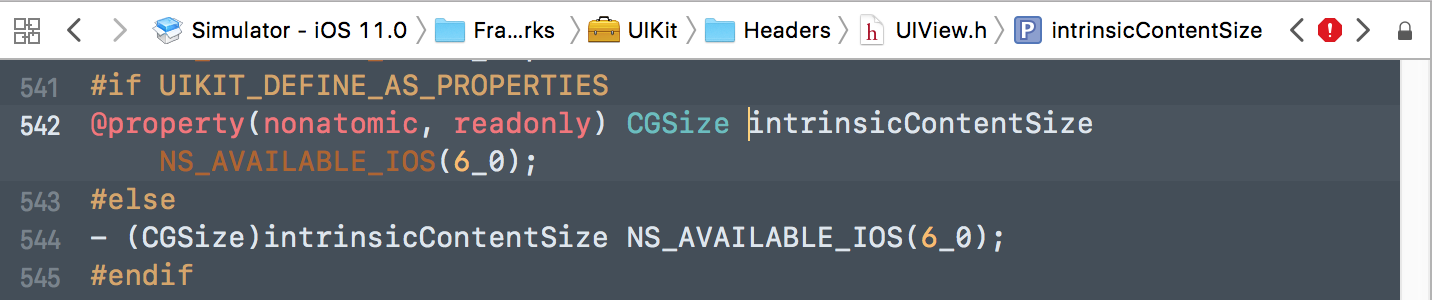 Simulator - iOS 11.0 Fra...rks UIKit Headers h UIView.h P intrinsicContentSize
541 #if UIKIT_DEFINE_AS_PROPERTIES
542 @property(nonatomic, readonly) CGSize intrinsicContentSize
NS_AVAILABLE_IOS(6_0);
543 #else
544 - (CGSize)intrinsicContentSize NS_AVAILABLE_IOS(6_0);
545 #endif